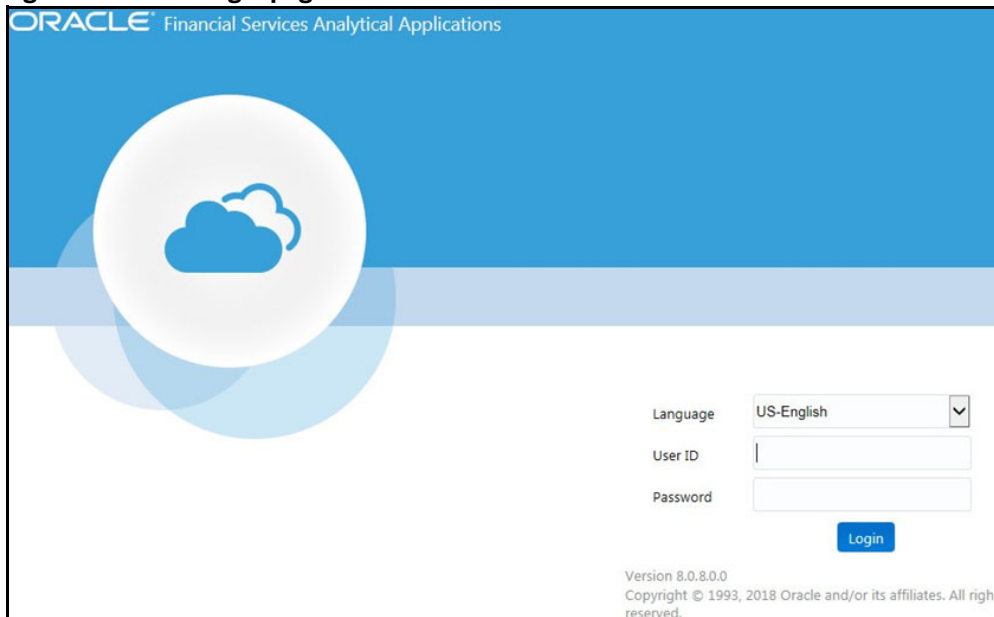 ORACLE Financial Services Analytical Applications
Language US-English
User ID
Password
Login
Version 8.0.8.0.0
Copyright © 1993, 2018 Oracle and/or its affiliates. All righ
reserved.